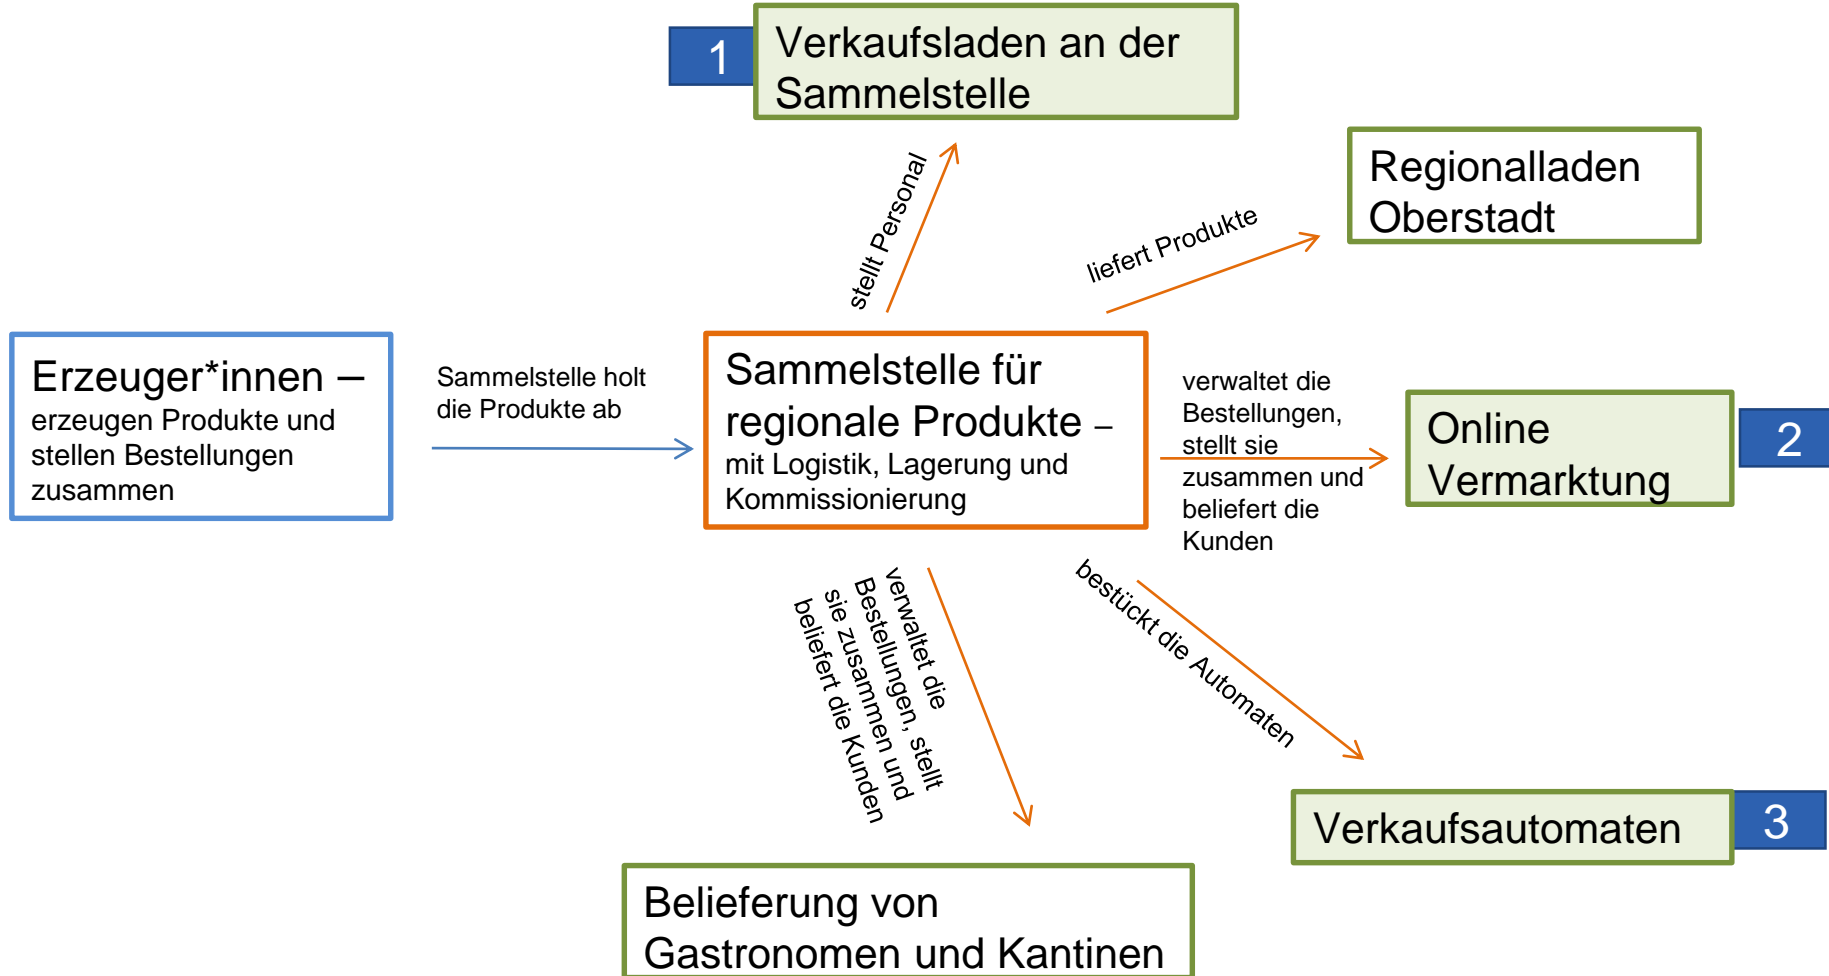 1
Verkaufsladen an der
Sammelstelle
stellt Personal
liefert Produkte
Regionalladen
Oberstadt
Erzeuger*innen –
erzeugen Produkte und
stellen Bestellungen
zusammen
Sammelstelle holt
die Produkte ab
Sammelstelle für
regionale Produkte –
mit Logistik, Lagerung und
Kommissionierung
verwaltet die
Bestellungen,
stellt sie
zusammen und
beliefert die
Kunden
Online
Vermarktung
2
verwaltet die
Bestellungen, stellt
sie zusammen und
beliefert die Kunden
bestückt die Automaten
Verkaufsautomaten
3
Belieferung von
Gastronomen und Kantinen